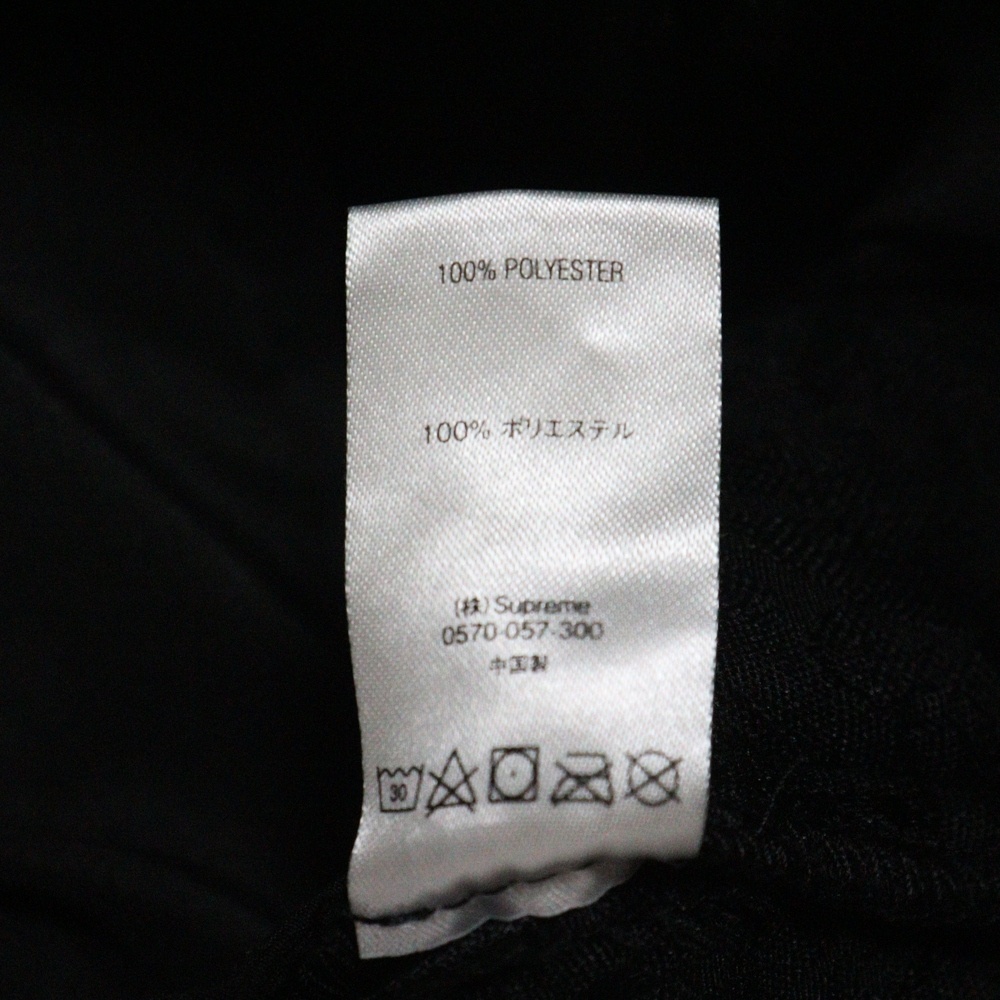 100% POLYESTER
100% ポリエステル
(株) Supreme
0570-057-300
中国製
30